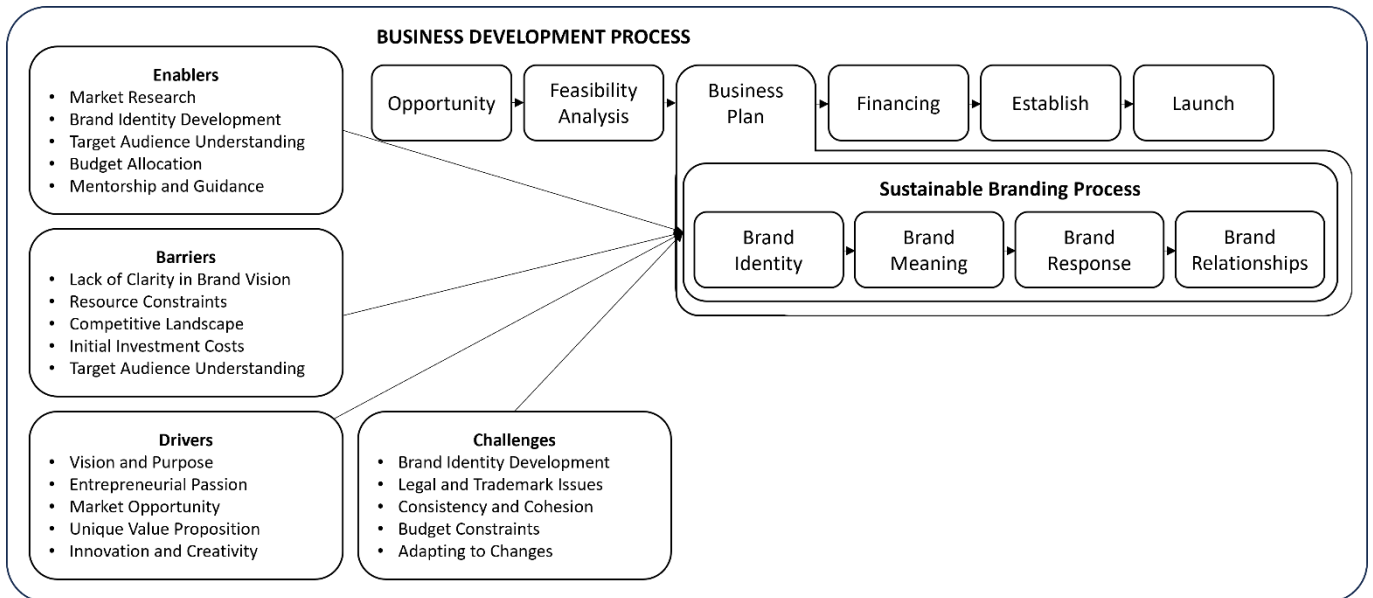 BUSINESS DEVELOPMENT PROCESS
Enablers
• Market Research
• Brand Identity Development
• Target Audience Understanding
• Budget Allocation
• Mentorship and Guidance
Opportunity
Feasibility
Analysis
Business
Plan
Financing
Establish
Launch
Sustainable Branding Process
Brand
Identity
Brand
Meaning
Brand
Response
Brand
Relationships
Barriers
• Lack of Clarity in Brand Vision
• Resource Constraints
• Competitive Landscape
• Initial Investment Costs
• Target Audience Understanding
Drivers
• Vision and Purpose
• Entrepreneurial Passion
• Market Opportunity
• Unique Value Proposition
• Innovation and Creativity
Challenges
• Brand Identity Development
• Legal and Trademark Issues
• Consistency and Cohesion
• Budget Constraints
• Adapting to Changes